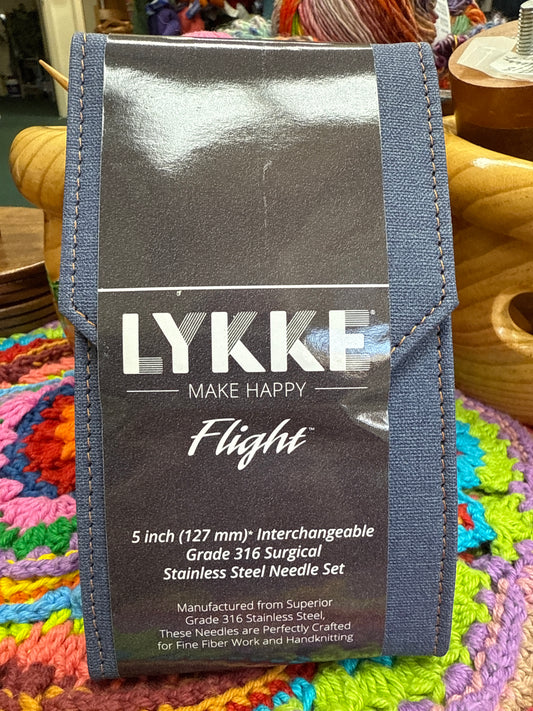 LYKKE®
MAKE HAPPY
Flight™
5 inch (127 mm)* Interchangeable
Grade 316 Surgical
Stainless Steel Needle Set
Manufactured from Superior
Grade 316 Stainless Steel,
These Needles are Perfectly Crafted
for Fine Fiber Work and Handknitting